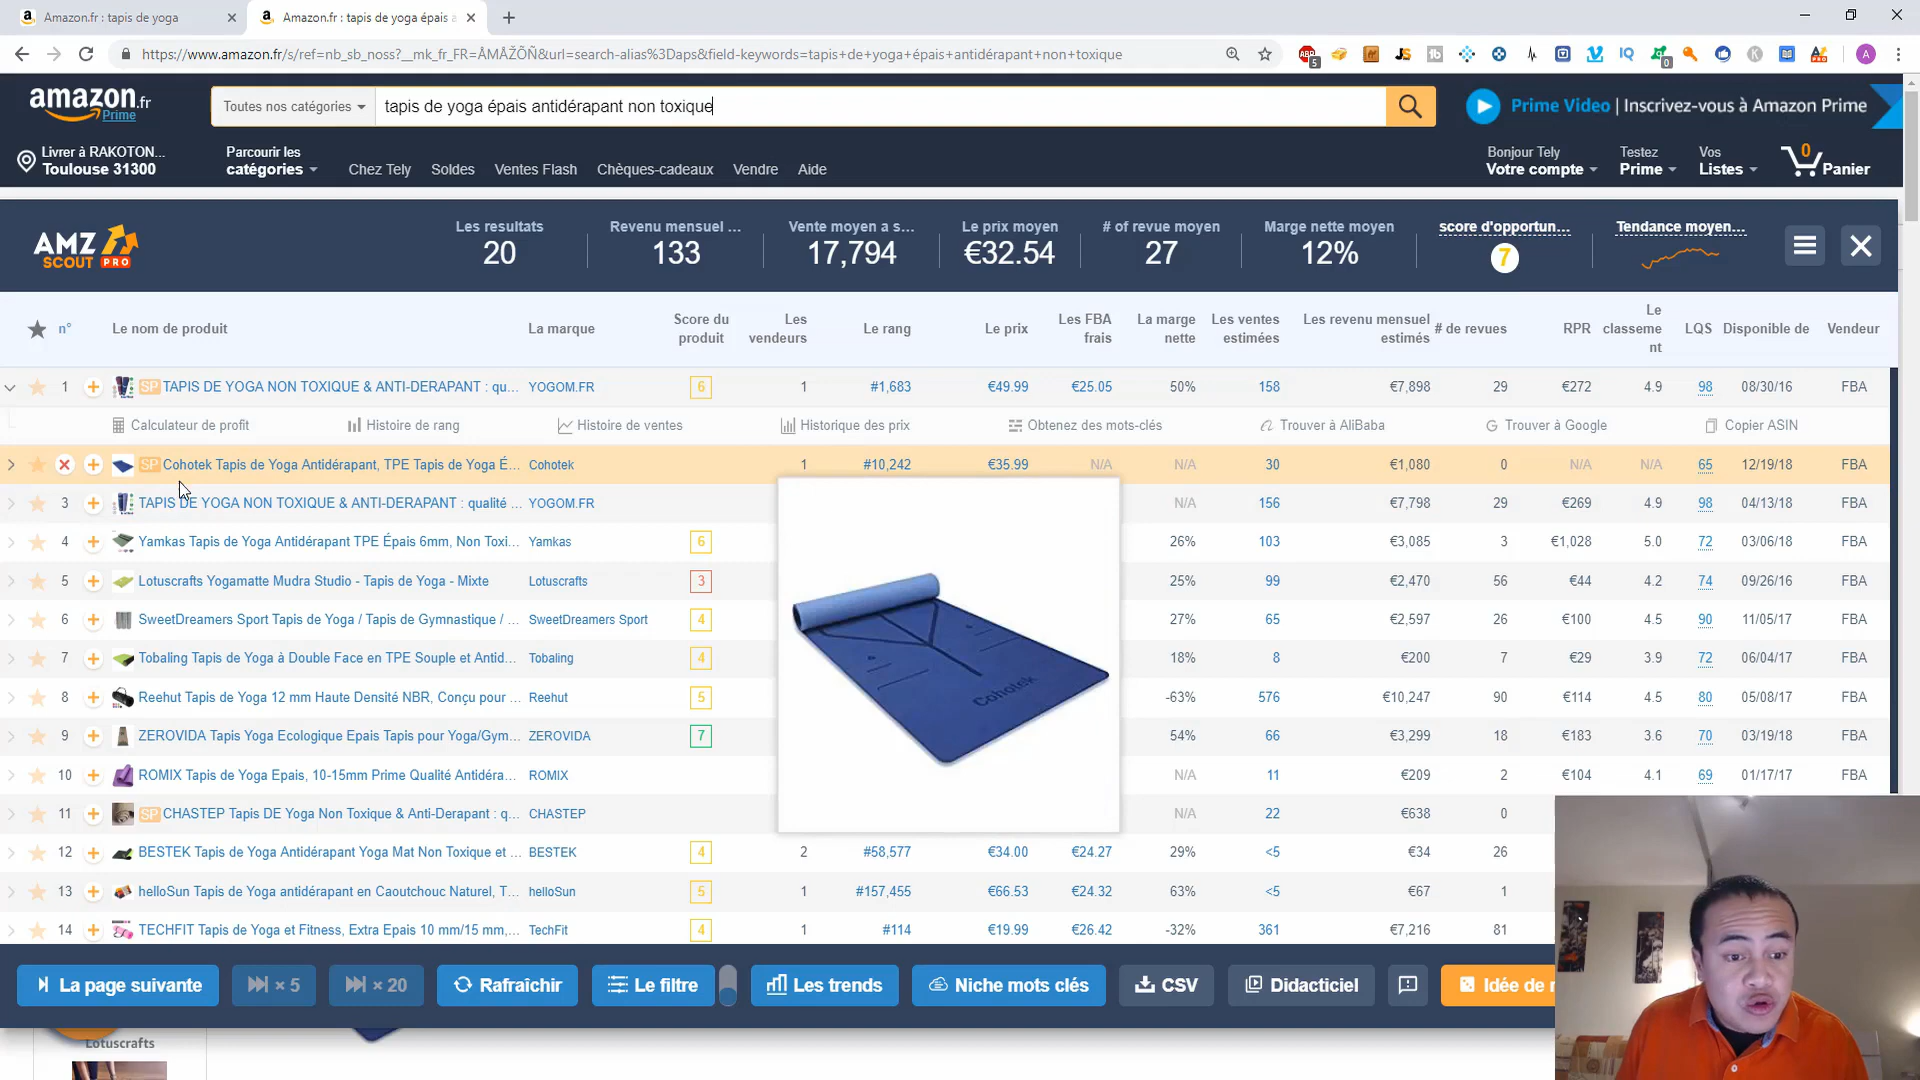 Amazon.fr : tapis de yoga
Amazon.fr : tapis de yoga épais a
https://www.amazon.fr/s/ref=nb_sb_noss?__mk_fr_FR=ÅMÅŽÕÑ&url=search-alias%3Daps&field-keywords=tapis+de+yoga+épais+antidérapant+non+toxique
amazon.fr
Prime
Toutes nos catégories
tapis de yoga épais antidérapant non toxique
Prime Video | Inscrivez-vous à Amazon Prime
Livrer à RAKOTON...
Toulouse 31300
Parcourir les
catégories
Chez Tely
Soldes
Ventes Flash
Chèques-cadeaux
Vendre
Aide
Bonjour Tely
Votre compte
Testez
Prime
Vos
Listes
0
Panier
AMZ
SCOUT PRO
Les resultats
20
Revenu mensuel ...
133
Vente moyen a s...
17,794
Le prix moyen
€32.54
# of revue moyen
27
Marge nette moyen
12%
score d'opportun...
7
Tendance moyen...
n° Le nom de produit La marque Score du produit Les vendeurs Le rang Le prix Les FBA frais La marge nette Les ventes estimées Les revenu mensuel estimés # de revues RPR Le classeme nt LQS Disponible de Vendeur
1 SP TAPIS DE YOGA NON TOXIQUE & ANTI-DERAPANT : qu... YOGOM.FR 6 1 #1,683 €49.99 €25.05 50% 158 €7,898 29 €272 4.9 98 08/30/16 FBA
Calculateur de profit Histoire de rang Histoire de ventes Historique des prix Obtenez des mots-clés Trouver à AliBaba Trouver à Google Copier ASIN
SP Cohotek Tapis de Yoga Antidérapant, TPE Tapis de Yoga É... Cohotek 1 #10,242 €35.99 N/A N/A 30 €1,080 0 N/A N/A 65 12/19/18 FBA
3 TAPIS DE YOGA NON TOXIQUE & ANTI-DERAPANT : qualité ... YOGOM.FR N/A 156 €7,798 29 €269 4.9 98 04/13/18 FBA
4 Yamkas Tapis de Yoga Antidérapant TPE Épais 6mm, Non Toxi... Yamkas 6 26% 103 €3,085 3 €1,028 5.0 72 03/06/18 FBA
5 Lotuscrafts Yogamatte Mudra Studio - Tapis de Yoga - Mixte Lotuscrafts 3 25% 99 €2,470 56 €44 4.2 74 09/26/16 FBA
6 SweetDreamers Sport Tapis de Yoga / Tapis de Gymnastique / ... SweetDreamers Sport 4 27% 65 €2,597 26 €100 4.5 90 11/05/17 FBA
7 Tobaling Tapis de Yoga à Double Face en TPE Souple et Antid... Tobaling 4 18% 8 €200 7 €29 3.9 72 06/04/17 FBA
8 Reehut Tapis de Yoga 12 mm Haute Densité NBR, Conçu pour ... Reehut 5 -63% 576 €10,247 90 €114 4.5 80 05/08/17 FBA
9 ZEROVIDA Tapis Yoga Ecologique Epais Tapis pour Yoga/Gym... ZEROVIDA 7 54% 66 €3,299 18 €183 3.6 70 03/19/18 FBA
10 ROMIX Tapis de Yoga Epais, 10-15mm Prime Qualité Antidéra... ROMIX N/A 11 €209 2 €104 4.1 69 01/17/17 FBA
11 SP CHASTEP Tapis DE Yoga Non Toxique & Anti-Derapant : q... CHASTEP N/A 22 €638 0
12 BESTEK Tapis de Yoga Antidérapant Yoga Mat Non Toxique et ... BESTEK 4 2 #58,577 €34.00 €24.27 29% <5 €34 26
13 helloSun Tapis de Yoga antidérapant en Caoutchouc Naturel, T... helloSun 5 1 #157,455 €66.53 €24.32 63% <5 €67 1
14 TECHFIT Tapis de Yoga et Fitness, Extra Epais 10 mm/15 mm,... TechFit 4 1 #114 €19.99 €26.42 -32% 361 €7,216 81
Cohotek
La page suivante
× 5
× 20
Rafraîchir
Le filtre
Les trends
Niche mots clés
CSV
Didacticiel
Idée de
Lotuscrafts